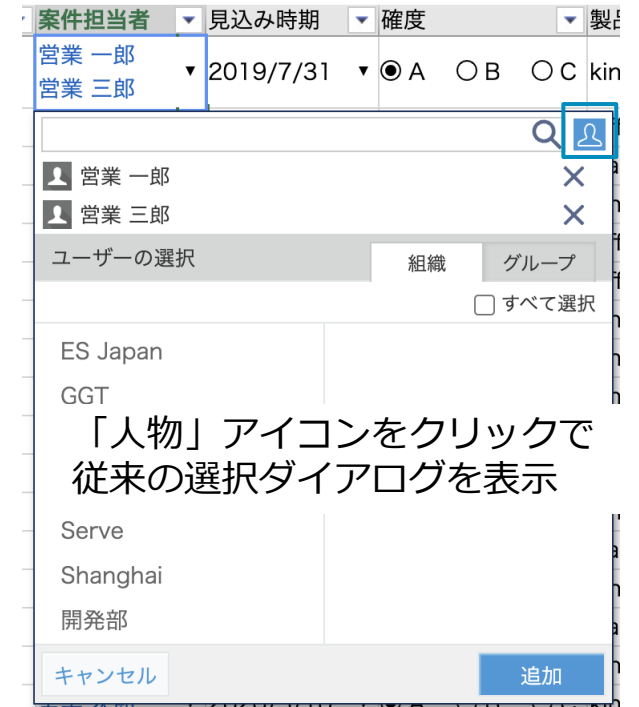 案件担当者 見込み時期 確度
営業 一郎
営業 三郎
2019/7/31 A B C kin
営業 一郎
営業 三郎
ユーザーの選択 組織 グループ
すべて選択
ES Japan
GGT
「人物」アイコンをクリックで
従来の選択ダイアログを表示
Serve
Shanghai
開発部
キャンセル 追加